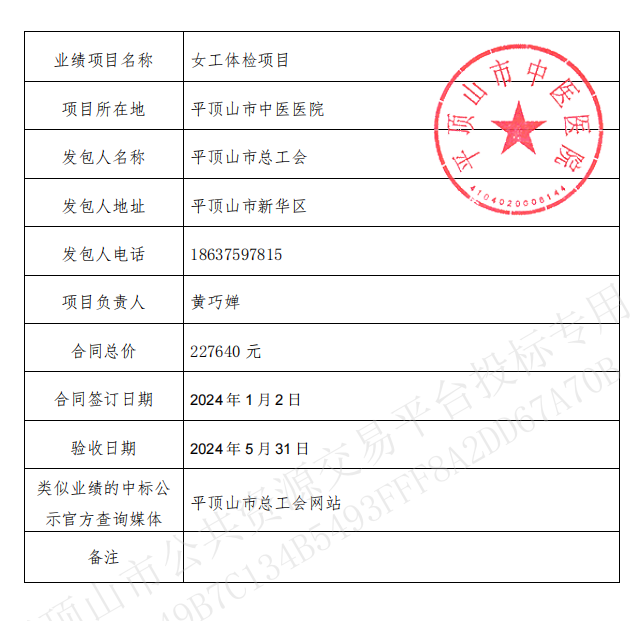 业绩项目名称 女工体检项目
项目所在地 平顶山市中医医院
发包人名称 平顶山市总工会
发包人地址 平顶山市新华区
发包人电话 18637597815
项目负责人 黄巧婵
合同总价 227640 元
合同签订日期 2024 年 1 月 2 日
验收日期 2024 年 5 月 31 日
类似业绩的中标公
示官方查询媒体 平顶山市总工会网站
备注
平顶山市中医医院
4104020006144
顶山市公共资源交易平台投标专用
49B7C134B5493FFF8A2DD67A70B